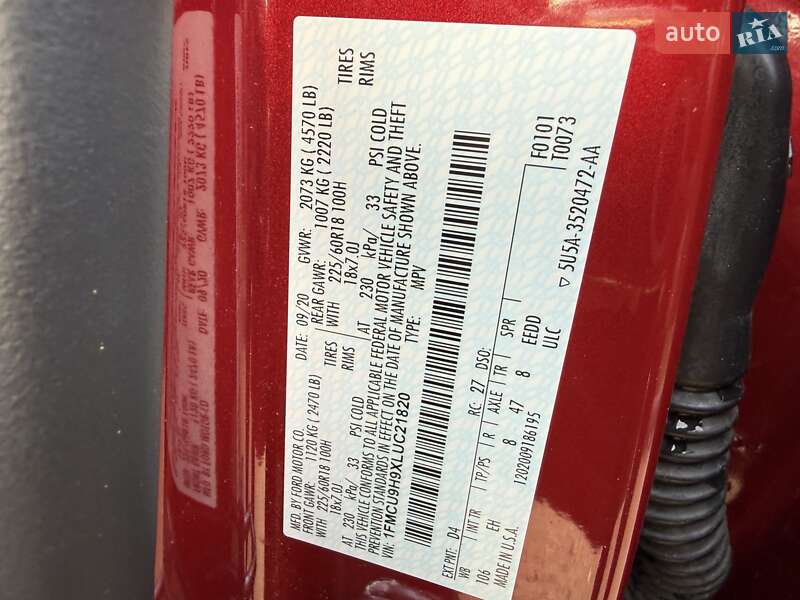 auto RIA
MFD. BY FORD MOTOR CO.
DATE: 09/20 GVWR: 2073 KG ( 4570 LB)
FRONT GAWR: 1120 KG ( 2470 LB) REAR GAWR: 1007 KG ( 2220 LB)
WITH 225/60R18 100H TIRES WITH 225/60R18 100H TIRES
18x7.0J RIMS 18x7.0J RIMS
AT 230 kPa/ 33 PSI COLD AT 230 kPa/ 33 PSI COLD
THIS VEHICLE CONFORMS TO ALL APPLICABLE FEDERAL MOTOR VEHICLE SAFETY AND THEFT
PREVENTION STANDARDS IN EFFECT ON THE DATE OF MANUFACTURE SHOWN ABOVE.
1FMCU9H9XLUC21820 TYPE: MPV
EXT PNT: D4 RC: 27 DSO: F0101
T0073
WB INT TR TP/PS R AXLE TR SPR
106 EH 8 47 8 EEDD
MADE IN U.S.A. 1202009186195 ULC
▽ 5U5A-3520472-AA